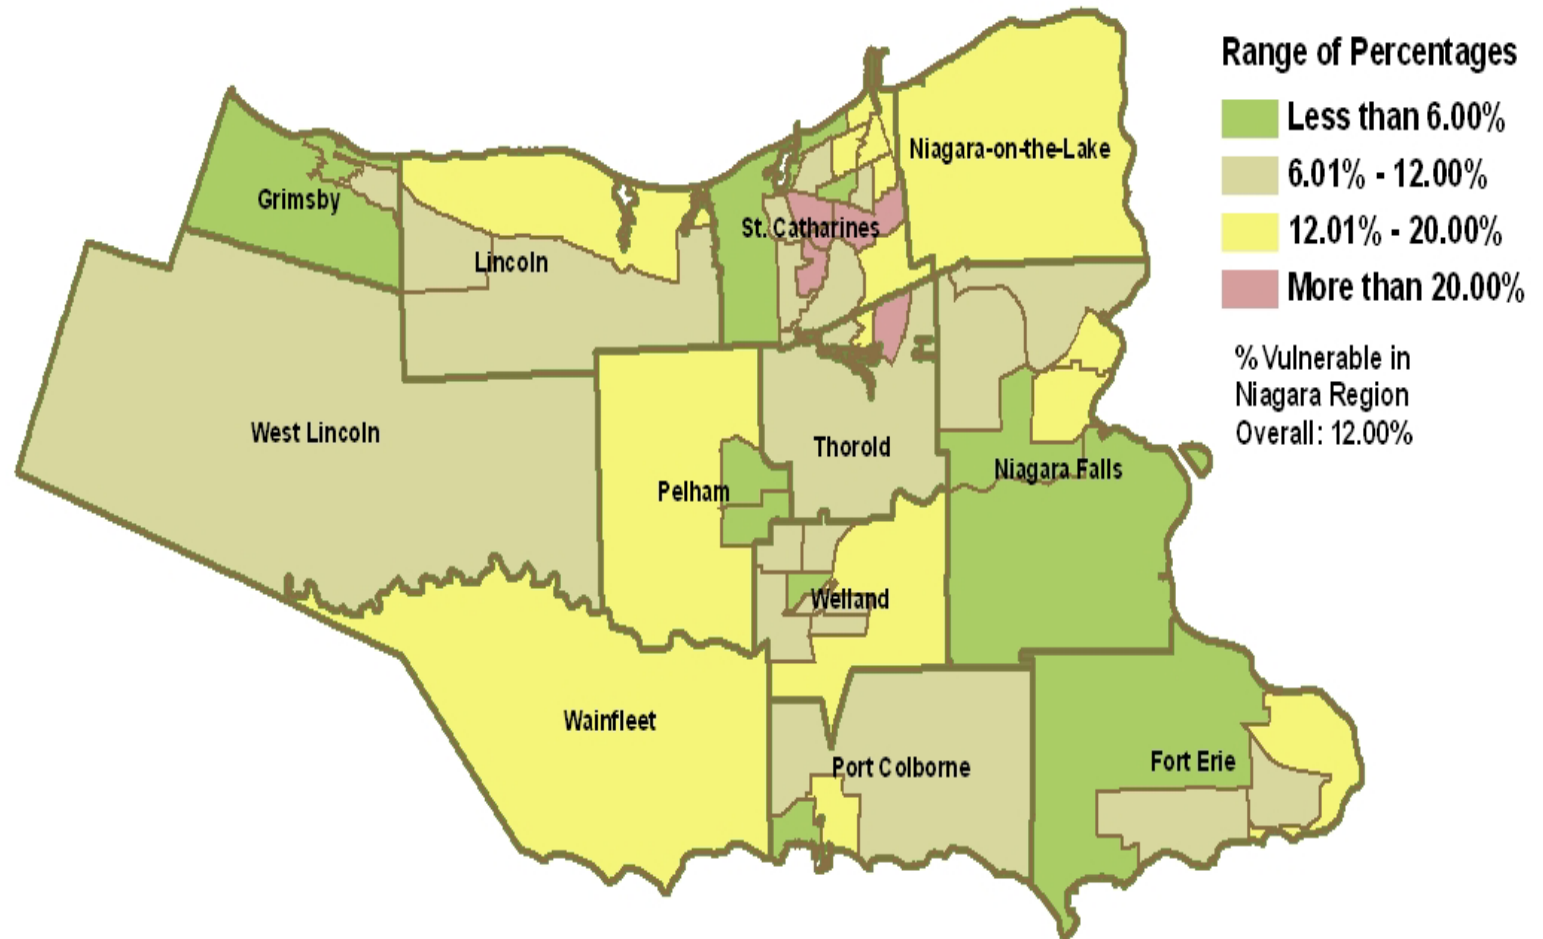 Range of Percentages
Less than 6.00%
6.01% - 12.00%
12.01% - 20.00%
More than 20.00%
% Vulnerable in
Niagara Region
Overall: 12.00%
Niagara-on-the-Lake
Grimsby
St. Catharines
Lincoln
West Lincoln
Thorold
Niagara Falls
Pelham
Welland
Wainfleet
Fort Erie
Port Colborne